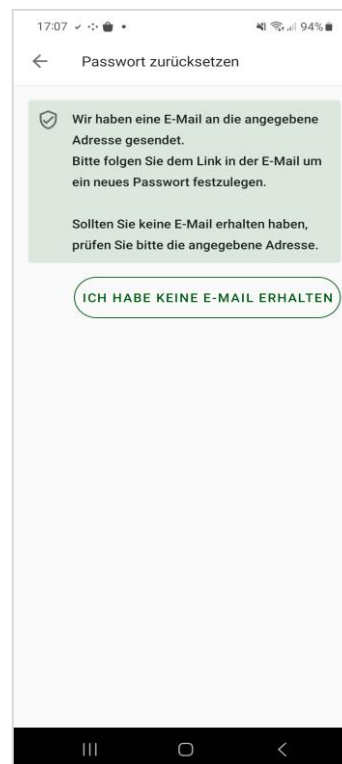 17:07 94%
Passwort zurücksetzen
Wir haben eine E-Mail an die angegebene
Adresse gesendet.
Bitte folgen Sie dem Link in der E-Mail um
ein neues Passwort festzulegen.
Sollten Sie keine E-Mail erhalten haben,
prüfen Sie bitte die angegebene Adresse.
ICH HABE KEINE E-MAIL ERHALTEN